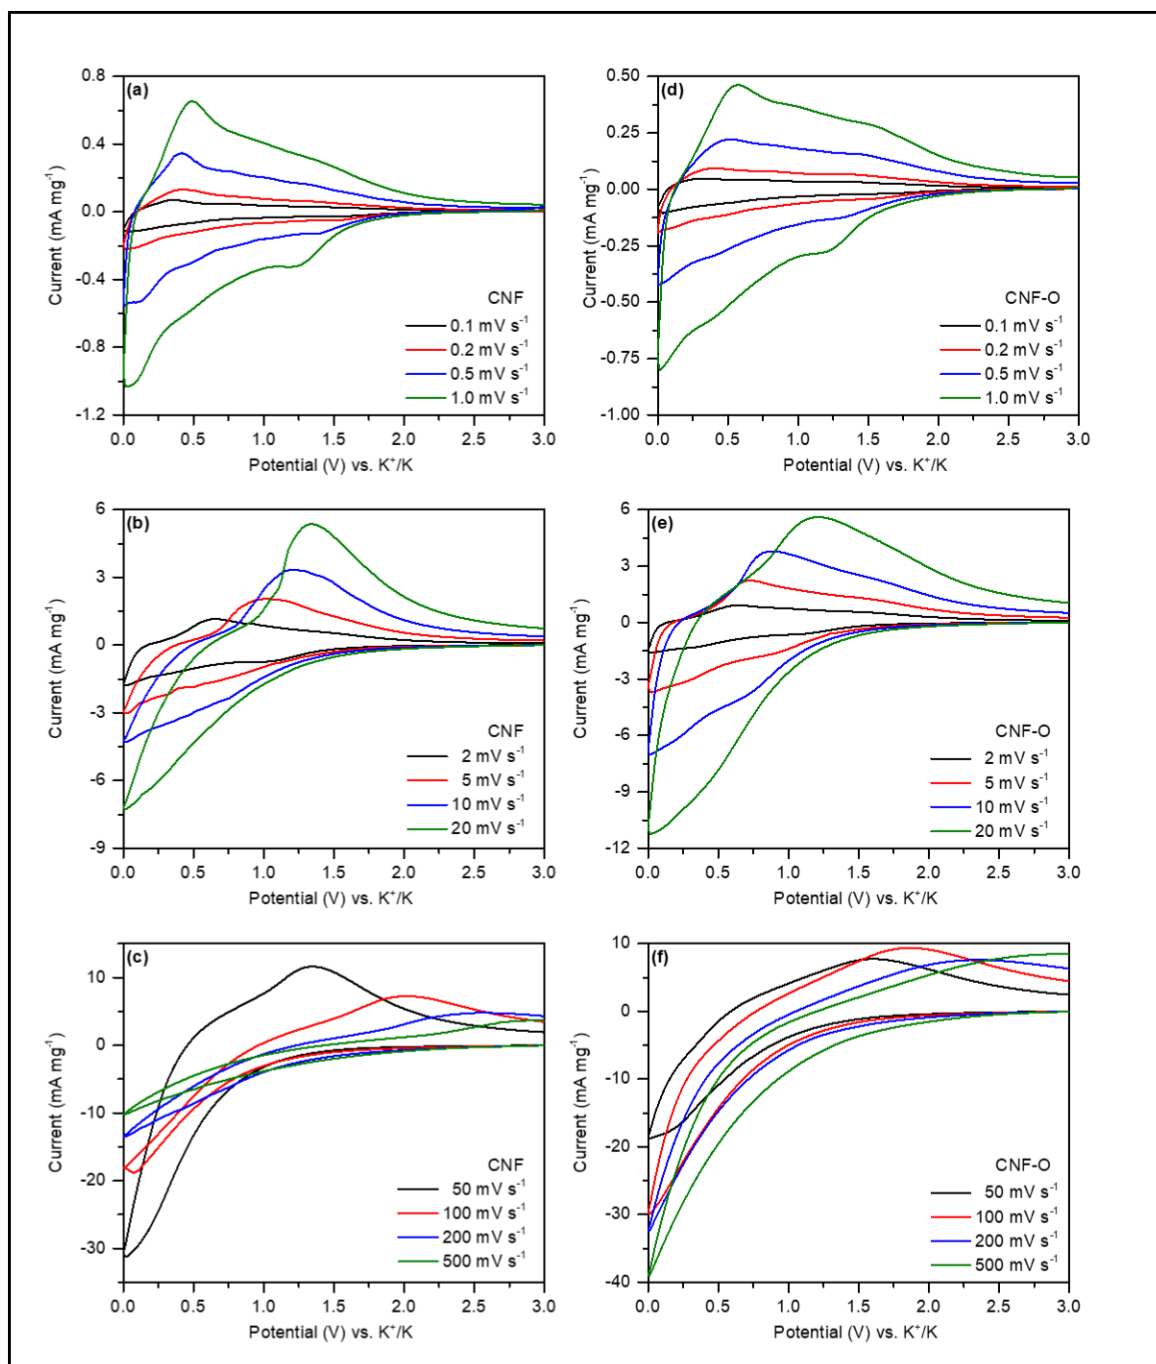 (a)
0.8
0.4
0.0
-0.4
-0.8
-1.2
Current (mA mg⁻¹)
CNF
0.1 mV s⁻¹
0.2 mV s⁻¹
0.5 mV s⁻¹
1.0 mV s⁻¹
0.0 0.5 1.0 1.5 2.0 2.5 3.0
Potential (V) vs. K⁺/K
(d)
0.50
0.25
0.00
-0.25
-0.50
-0.75
-1.00
Current (mA mg⁻¹)
CNF-O
0.1 mV s⁻¹
0.2 mV s⁻¹
0.5 mV s⁻¹
1.0 mV s⁻¹
0.0 0.5 1.0 1.5 2.0 2.5 3.0
Potential (V) vs. K⁺/K
(b)
6
3
0
-3
-6
-9
Current (mA mg⁻¹)
CNF
2 mV s⁻¹
5 mV s⁻¹
10 mV s⁻¹
20 mV s⁻¹
0.0 0.5 1.0 1.5 2.0 2.5 3.0
Potential (V) vs. K⁺/K
(e)
6
3
0
-3
-6
-9
-12
Current (mA mg⁻¹)
CNF-O
2 mV s⁻¹
5 mV s⁻¹
10 mV s⁻¹
20 mV s⁻¹
0.0 0.5 1.0 1.5 2.0 2.5 3.0
Potential (V) vs. K⁺/K
(c)
10
0
-10
-20
-30
Current (mA mg⁻¹)
CNF
50 mV s⁻¹
100 mV s⁻¹
200 mV s⁻¹
500 mV s⁻¹
0.0 0.5 1.0 1.5 2.0 2.5 3.0
Potential (V) vs. K⁺/K
(f)
10
0
-10
-20
-30
-40
Current (mA mg⁻¹)
CNF-O
50 mV s⁻¹
100 mV s⁻¹
200 mV s⁻¹
500 mV s⁻¹
0.0 0.5 1.0 1.5 2.0 2.5 3.0
Potential (V) vs. K⁺/K